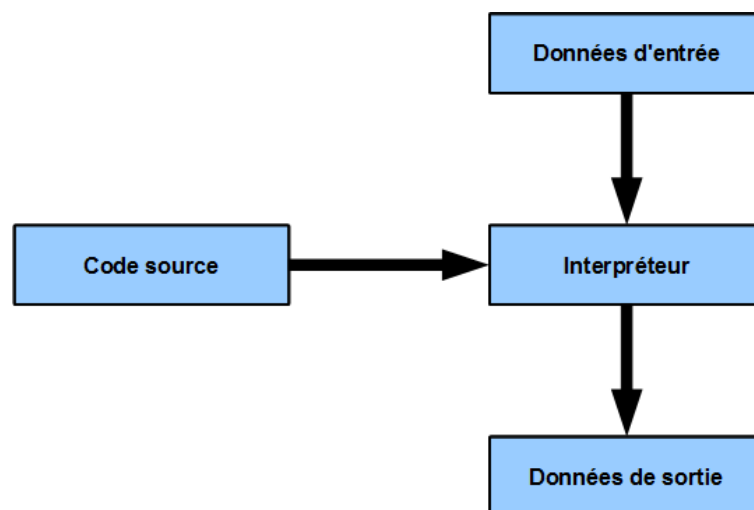 Données d'entrée
Code source
Interpréteur
Données de sortie